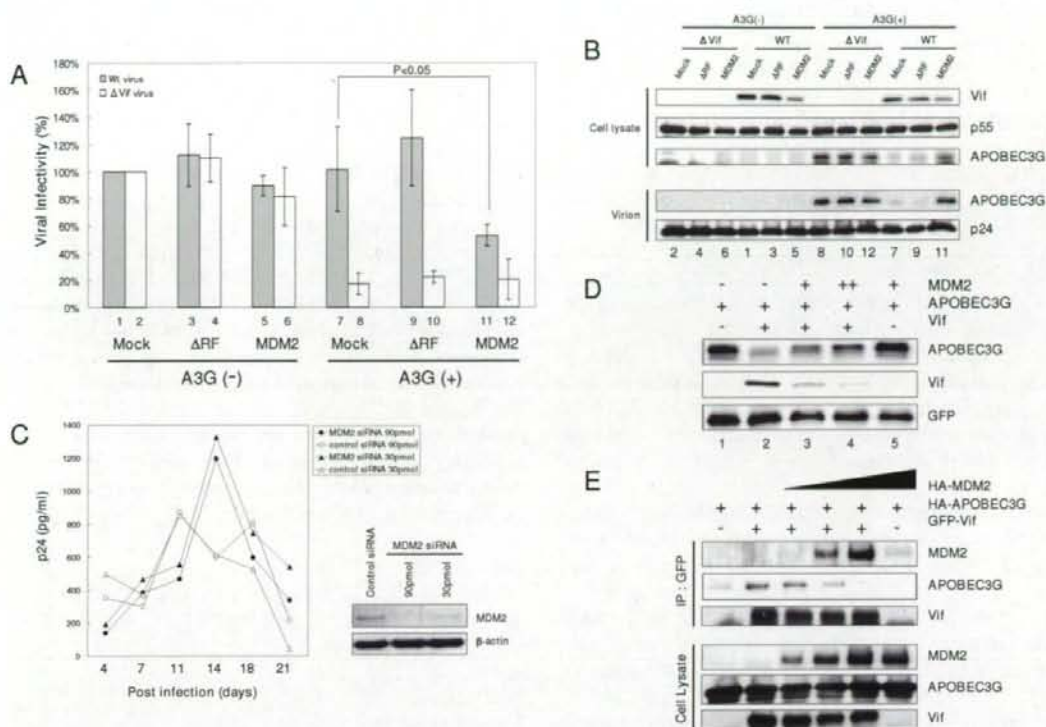 A
Viral Infectivity (%)
180%
160%
140%
120%
100%
80%
60%
40%
20%
0%
Wt virus
Δ Vif virus
P<0.05
1 2 3 4 5 6 7 8 9 10 11 12
Mock ΔRF MDM2 Mock ΔRF MDM2
A3G (-) A3G (+)
B
A3G(-) A3G(+)
Δ Vif WT Δ Vif WT
Mock ΔRF MDM2 Mock ΔRF MDM2 Mock ΔRF MDM2 Mock ΔRF MDM2
Cell lysate
Vif
p55
APOBEC3G
Virion
APOBEC3G
p24
2 4 6 1 3 5 8 10 12 7 9 11
C
p24 (pg/ml)
1400
1200
1000
800
600
400
200
0
4 7 11 14 18 21
Post infection (days)
MDM2 siRNA 90pmol
control siRNA 90pmol
MDM2 siRNA 30pmol
control siRNA 30pmol
Control siRNA
MDM2 siRNA
90pmol
30pmol
MDM2
β-actin
D
- - + ++ + MDM2
+ + + + + APOBEC3G
- + + + - Vif
APOBEC3G
Vif
GFP
1 2 3 4 5
E
HA-MDM2
+ + + + + + HA-APOBEC3G
- + + + + - GFP-Vif
IP : GFP
MDM2
APOBEC3G
Vif
Cell Lysate
MDM2
APOBEC3G
Vif